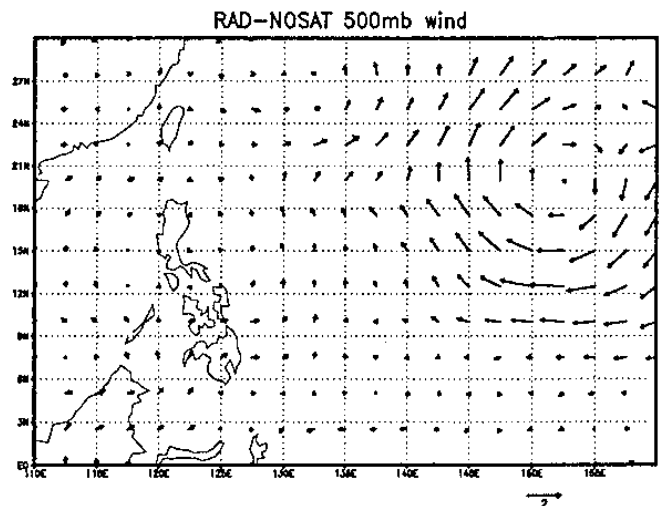 RAD-NOSAT 500mb wind
27N
24N
21N
18N
15N
12N
9N
6N
3N
EQ
110E 115E 120E 125E 130E 135E 140E 145E 150E 155E
2